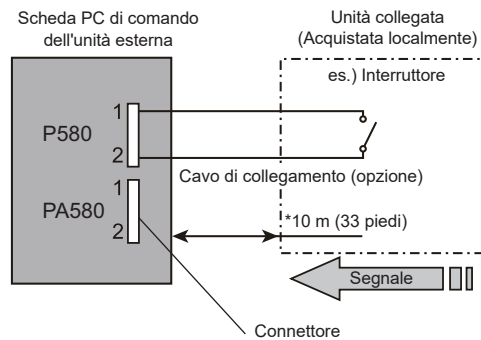 Scheda PC di comando
dell'unità esterna
Unità collegata
(Acquistata localmente)
es.) Interruttore
P580
1
2
Cavo di collegamento (opzione)
PA580
1
2
*10 m (33 piedi)
Segnale
Connettore